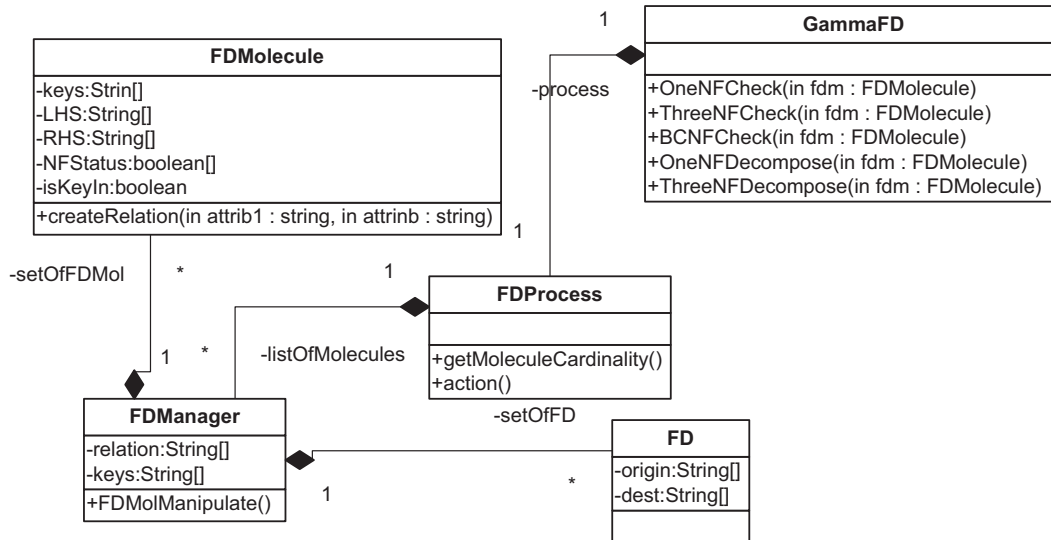 1
GammaFD
FDMolecule
-process
-keys:Strin[]
-LHS:String[]
-RHS:String[]
-NFStatus:boolean[]
-isKeyIn:boolean
+createRelation(in attrib1 : string, in attrinb : string)
+OneNFCheck(in fdm : FDMolecule)
+ThreeNFCheck(in fdm : FDMolecule)
+BCNFCheck(in fdm : FDMolecule)
+OneNFDecompose(in fdm : FDMolecule)
+ThreeNFDecompose(in fdm : FDMolecule)
1
-setOfFDMol
*
1
FDProcess
+getMoleculeCardinality()
+action()
1
*
-listOfMolecules
FDManager
-relation:String[]
-keys:String[]
+FDMolManipulate()
-setOfFD
1
*
FD
-origin:String[]
-dest:String[]